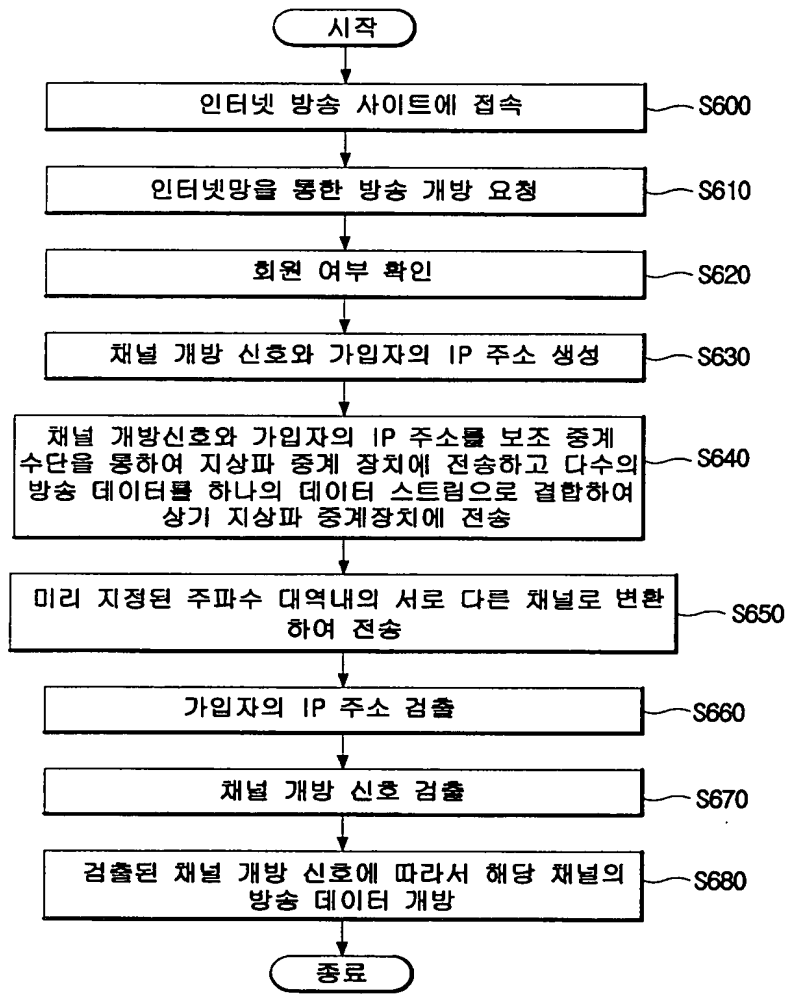 시작
인터넷 방송 사이트에 접속
S600
인터넷망을 통한 방송 개방 요청
S610
회원 여부 확인
S620
채널 개방 신호와 가입자의 IP 주소 생성
S630
채널 개방신호와 가입자의 IP 주소를 보조 중계
수단을 통하여 지상파 중계 장치에 전송하고 다수의
방송 데이터를 하나의 데이터 스트림으로 결합하여
상기 지상파 중계장치에 전송
S640
미리 지정된 주파수 대역내의 서로 다른 채널로 변환
하여 전송
S650
가입자의 IP 주소 검출
S660
채널 개방 신호 검출
S670
검출된 채널 개방 신호에 따라서 해당 채널의
방송 데이터 개방
S680
종료